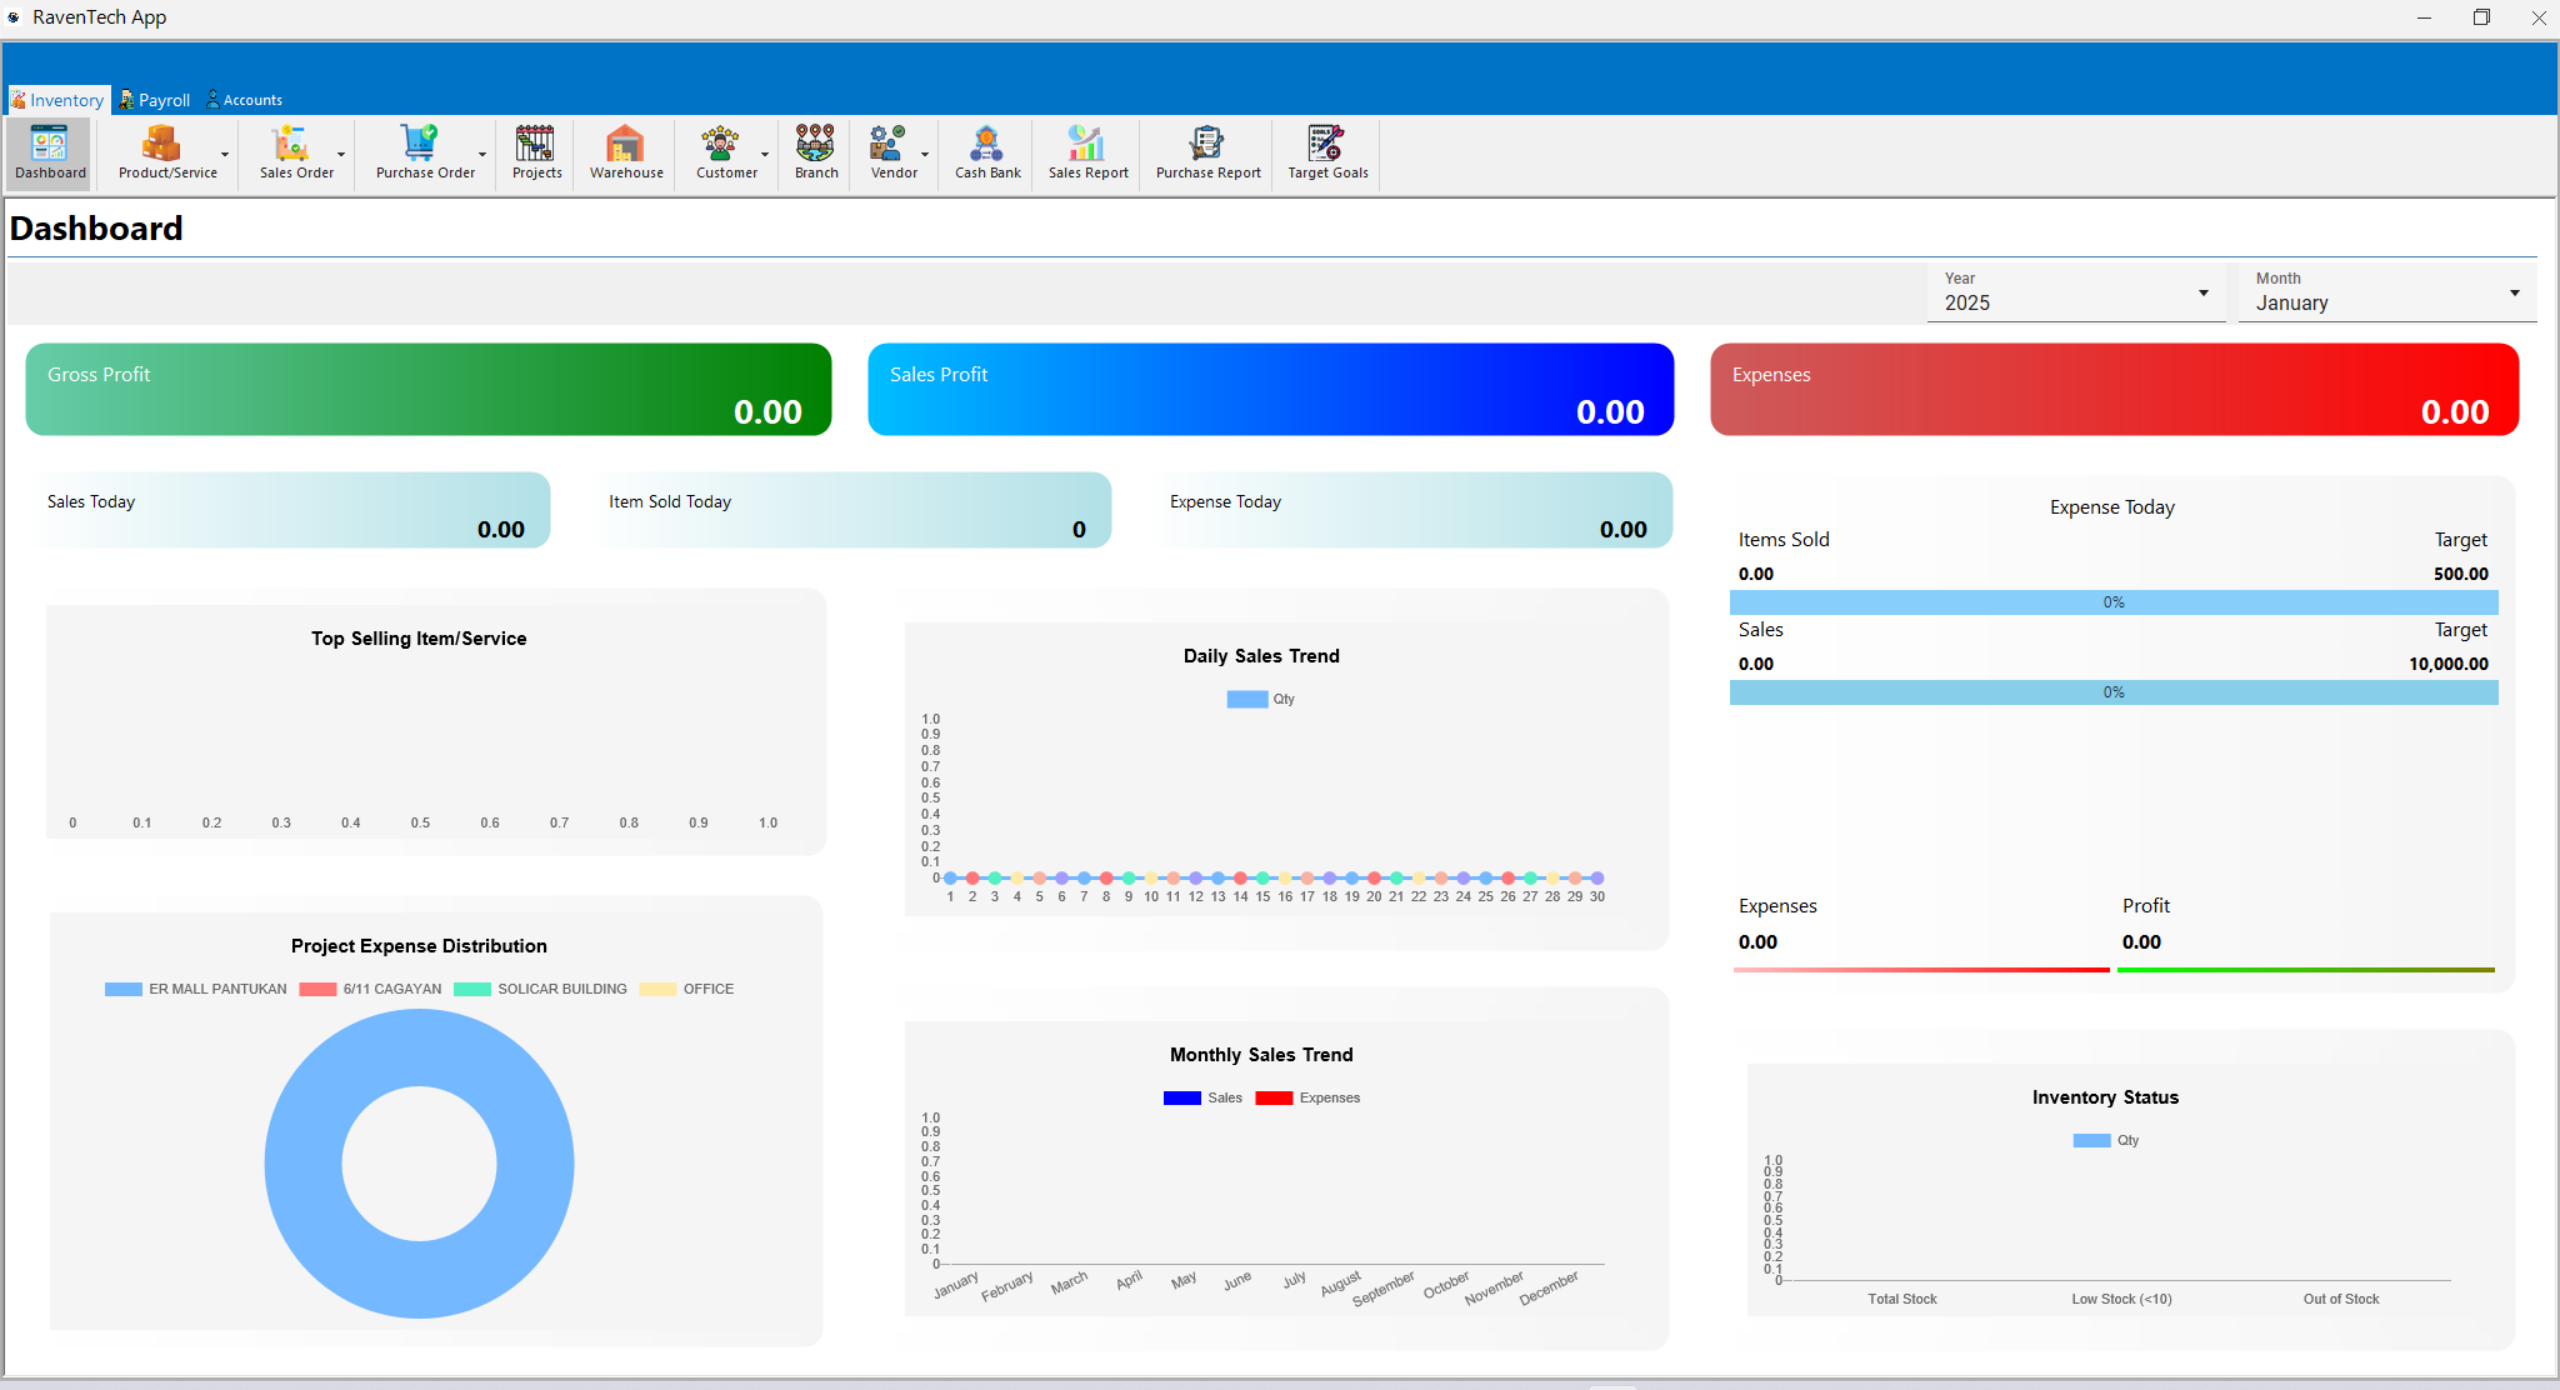 RavenTech App
Inventory Payroll Accounts
Dashboard Product/Service Sales Order Purchase Order Projects Warehouse Customer Branch Vendor Cash Bank Sales Report Purchase Report Target Goals
Dashboard
Year
2025
Month
January
Gross Profit
0.00
Sales Profit
0.00
Expenses
0.00
Sales Today
0.00
Item Sold Today
0
Expense Today
0.00
Expense Today
Items Sold Target
0.00 500.00
0%
Sales Target
0.00 10,000.00
0%
Expenses Profit
0.00 0.00
Top Selling Item/Service
0 0.1 0.2 0.3 0.4 0.5 0.6 0.7 0.8 0.9 1.0
Daily Sales Trend
Qty
1.0
0.9
0.8
0.7
0.6
0.5
0.4
0.3
0.2
0.1
0
1 2 3 4 5 6 7 8 9 10 11 12 13 14 15 16 17 18 19 20 21 22 23 24 25 26 27 28 29 30
Project Expense Distribution
ER MALL PANTUKAN 6/11 CAGAYAN SOLICAR BUILDING OFFICE
Monthly Sales Trend
Sales Expenses
1.0
0.9
0.8
0.7
0.6
0.5
0.4
0.3
0.2
0.1
0
January February March April May June July August September October November December
Inventory Status
Qty
1.0
0.9
0.8
0.7
0.6
0.5
0.4
0.3
0.2
0.1
0
Total Stock Low Stock (<10) Out of Stock